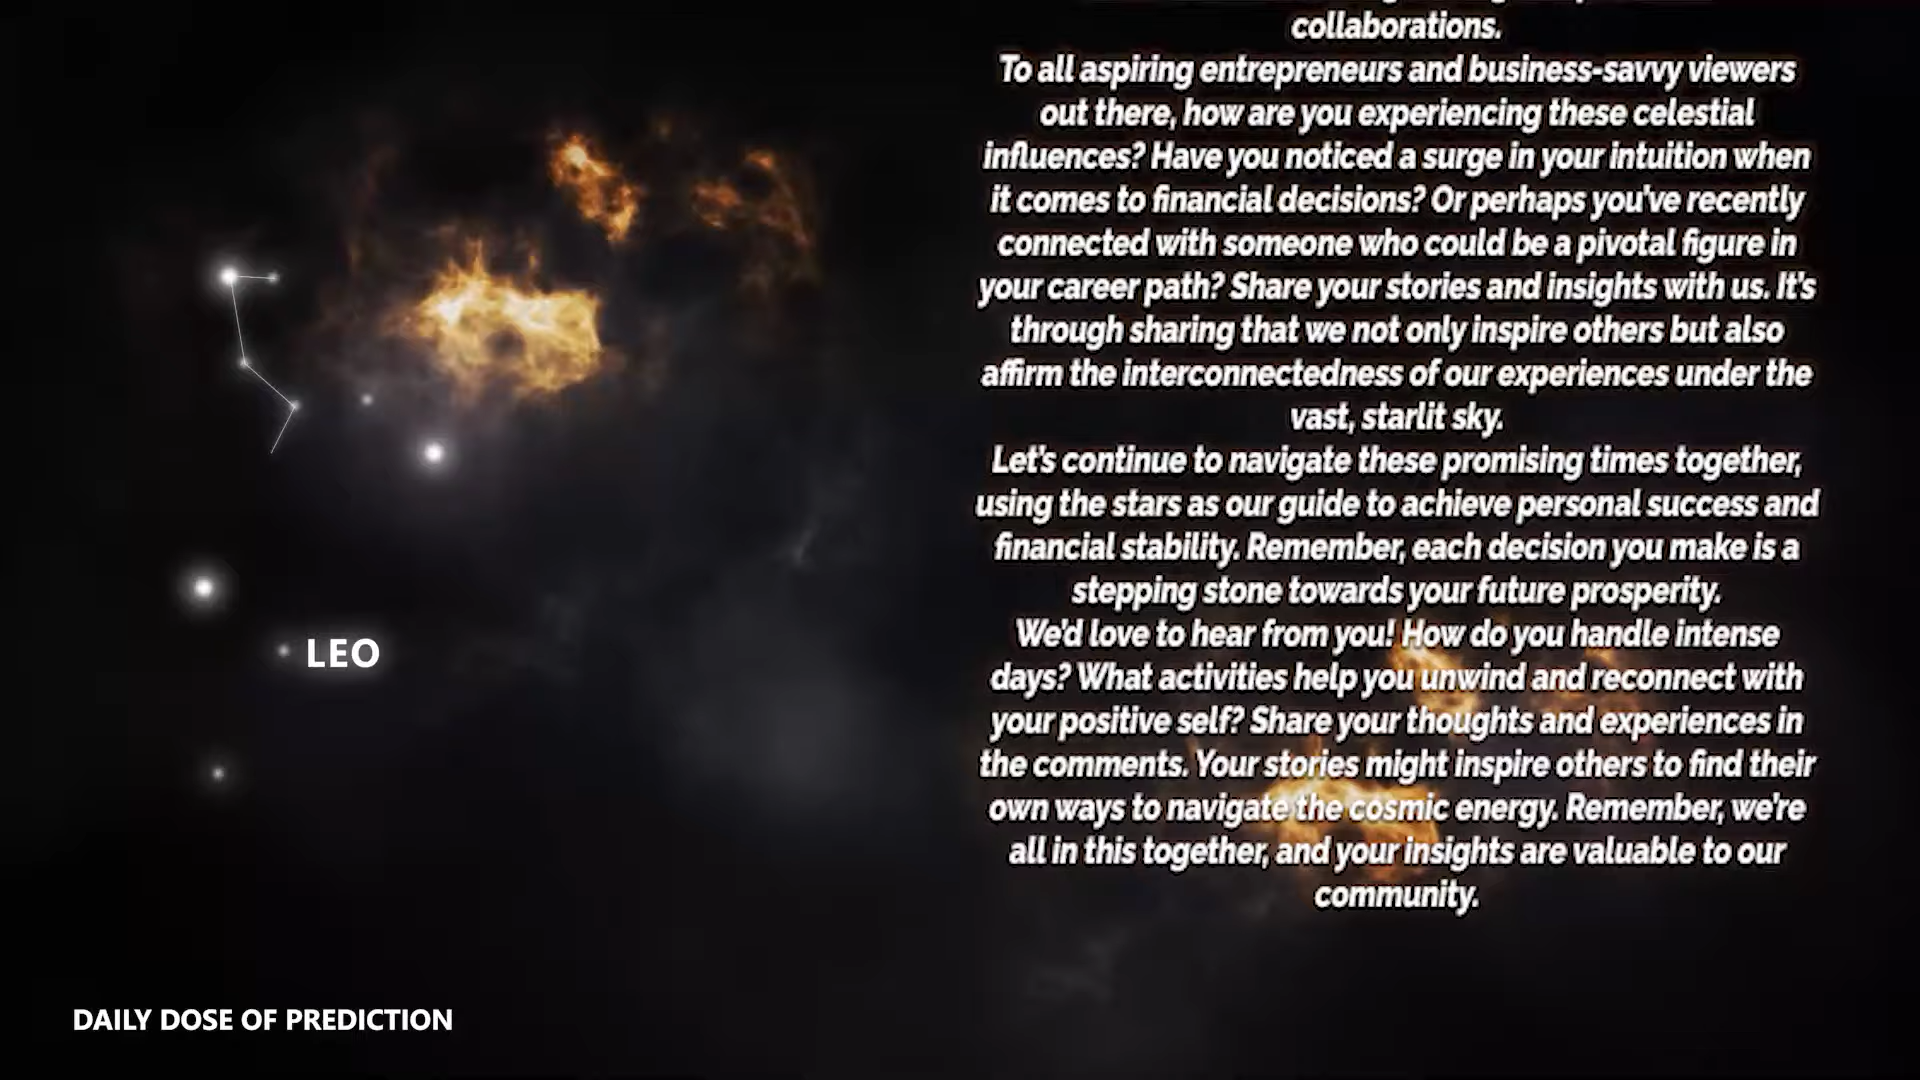 collaborations.
To all aspiring entrepreneurs and business-savvy viewers
out there, how are you experiencing these celestial
influences? Have you noticed a surge in your intuition when
it comes to financial decisions? Or perhaps you've recently
connected with someone who could be a pivotal figure in
your career path? Share your stories and insights with us. It's
through sharing that we not only inspire others but also
affirm the interconnectedness of our experiences under the
vast, starlit sky.
Let's continue to navigate these promising times together,
using the stars as our guide to achieve personal success and
financial stability. Remember, each decision you make is a
stepping stone towards your future prosperity.
We'd love to hear from you! How do you handle intense
days? What activities help you unwind and reconnect with
your positive self? Share your thoughts and experiences in
the comments. Your stories might inspire others to find their
own ways to navigate the cosmic energy. Remember, we're
all in this together, and your insights are valuable to our
community.
LEO
DAILY DOSE OF PREDICTION